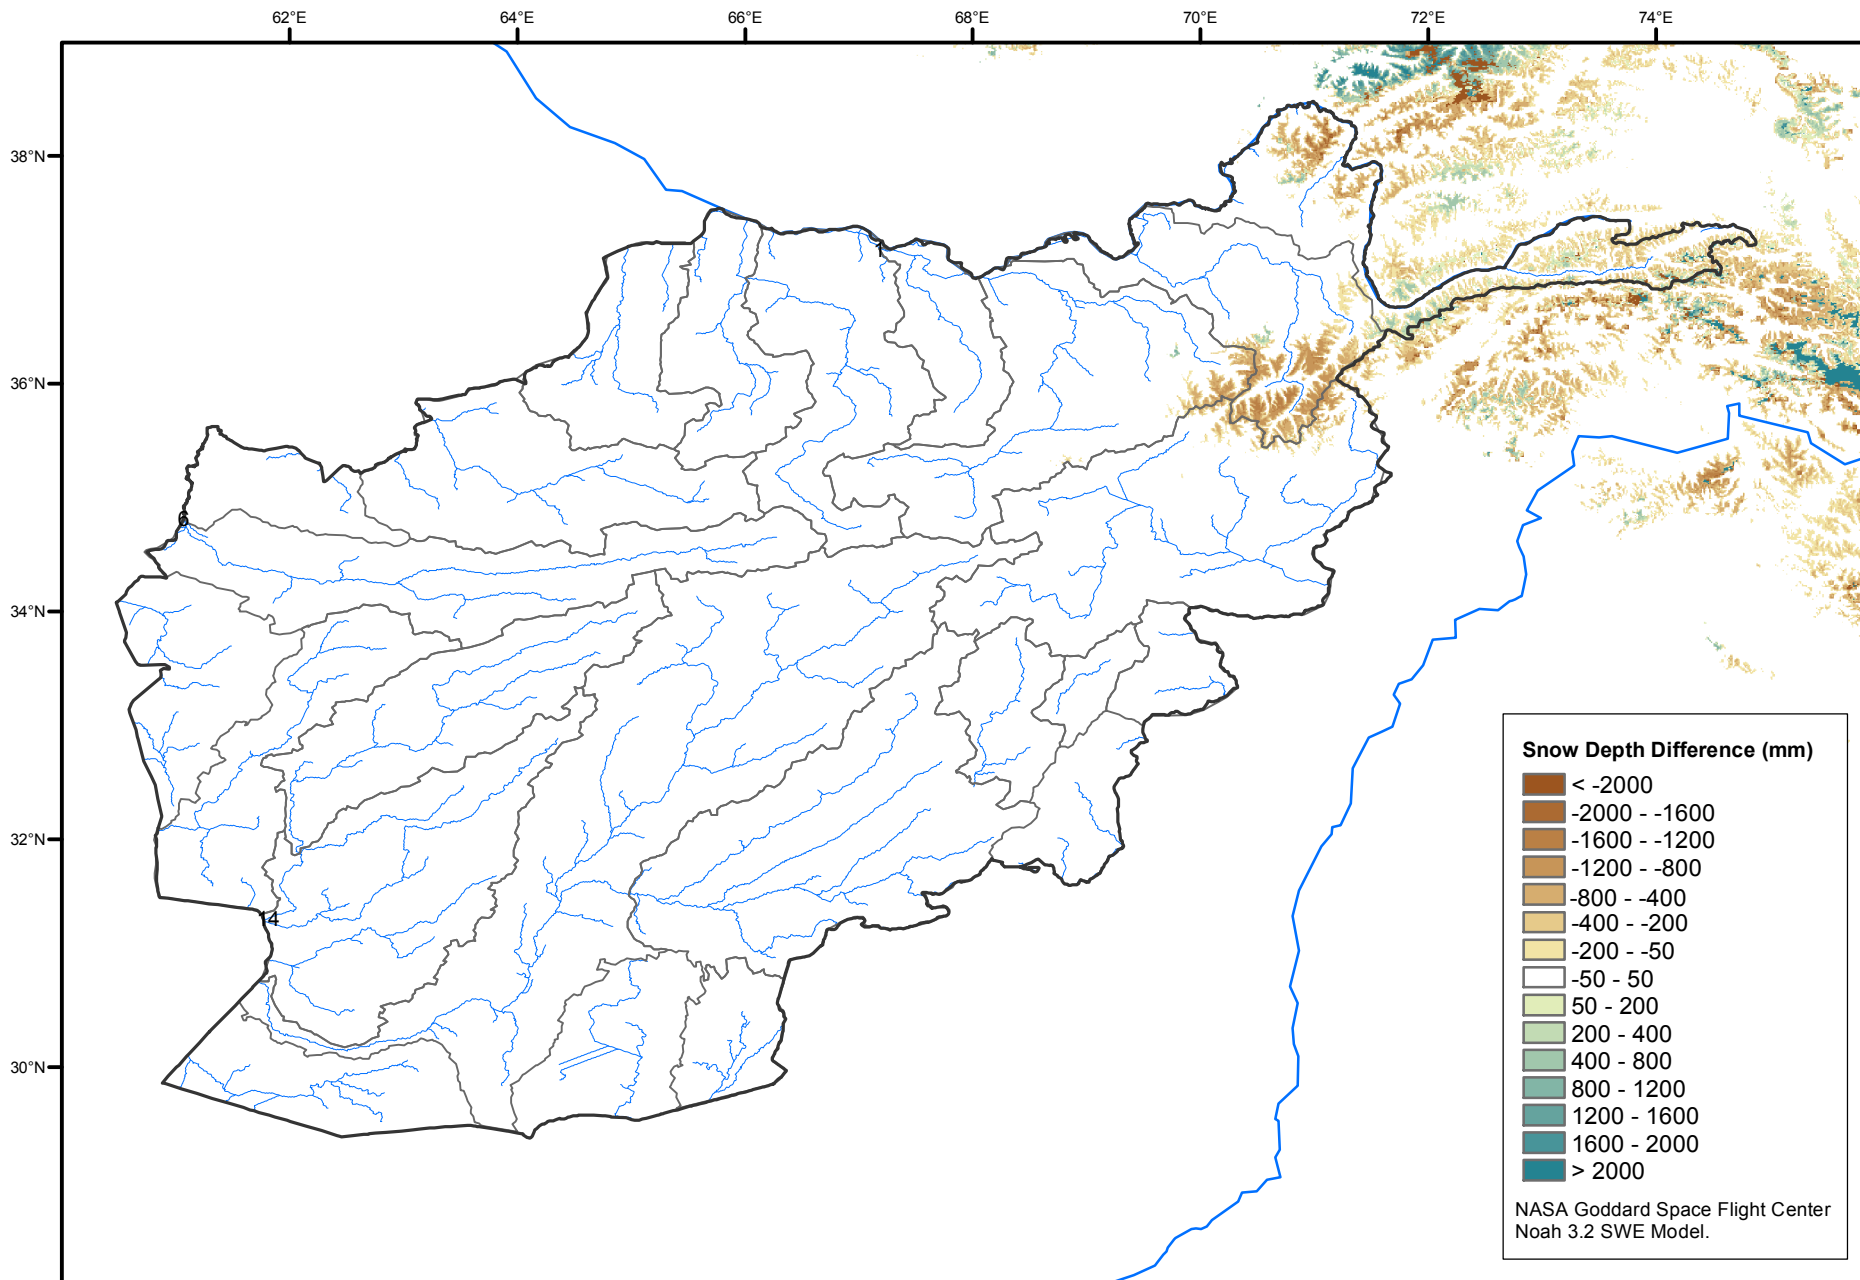 62°E 64°E 66°E 68°E 70°E 72°E 74°E
38°N
1
36°N
6
34°N
32°N
14
30°N
Snow Depth Difference (mm)
< -2000
-2000 - -1600
-1600 - -1200
-1200 - -800
-800 - -400
-400 - -200
-200 - -50
-50 - 50
50 - 200
200 - 400
400 - 800
800 - 1200
1200 - 1600
1600 - 2000
> 2000
NASA Goddard Space Flight Center
Noah 3.2 SWE Model.